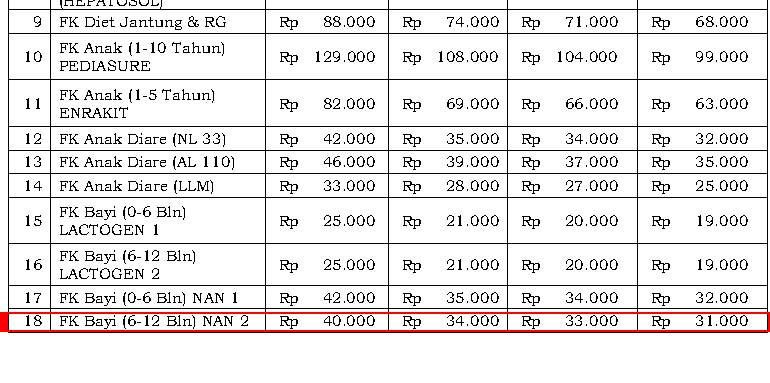 (HEPATOSOL)
9 FK Diet Jantung & RG Rp 88.000 Rp 74.000 Rp 71.000 Rp 68.000
10 FK Anak (1-10 Tahun) PEDIASURE Rp 129.000 Rp 108.000 Rp 104.000 Rp 99.000
11 FK Anak (1-5 Tahun) ENRAKIT Rp 82.000 Rp 69.000 Rp 66.000 Rp 63.000
12 FK Anak Diare (NL 33) Rp 42.000 Rp 35.000 Rp 34.000 Rp 32.000
13 FK Anak Diare (AL 110) Rp 46.000 Rp 39.000 Rp 37.000 Rp 35.000
14 FK Anak Diare (LLM) Rp 33.000 Rp 28.000 Rp 27.000 Rp 25.000
15 FK Bayi (0-6 Bln) LACTOGEN 1 Rp 25.000 Rp 21.000 Rp 20.000 Rp 19.000
16 FK Bayi (6-12 Bln) LACTOGEN 2 Rp 25.000 Rp 21.000 Rp 20.000 Rp 19.000
17 FK Bayi (0-6 Bln) NAN 1 Rp 42.000 Rp 35.000 Rp 34.000 Rp 32.000
18 FK Bayi (6-12 Bln) NAN 2 Rp 40.000 Rp 34.000 Rp 33.000 Rp 31.000